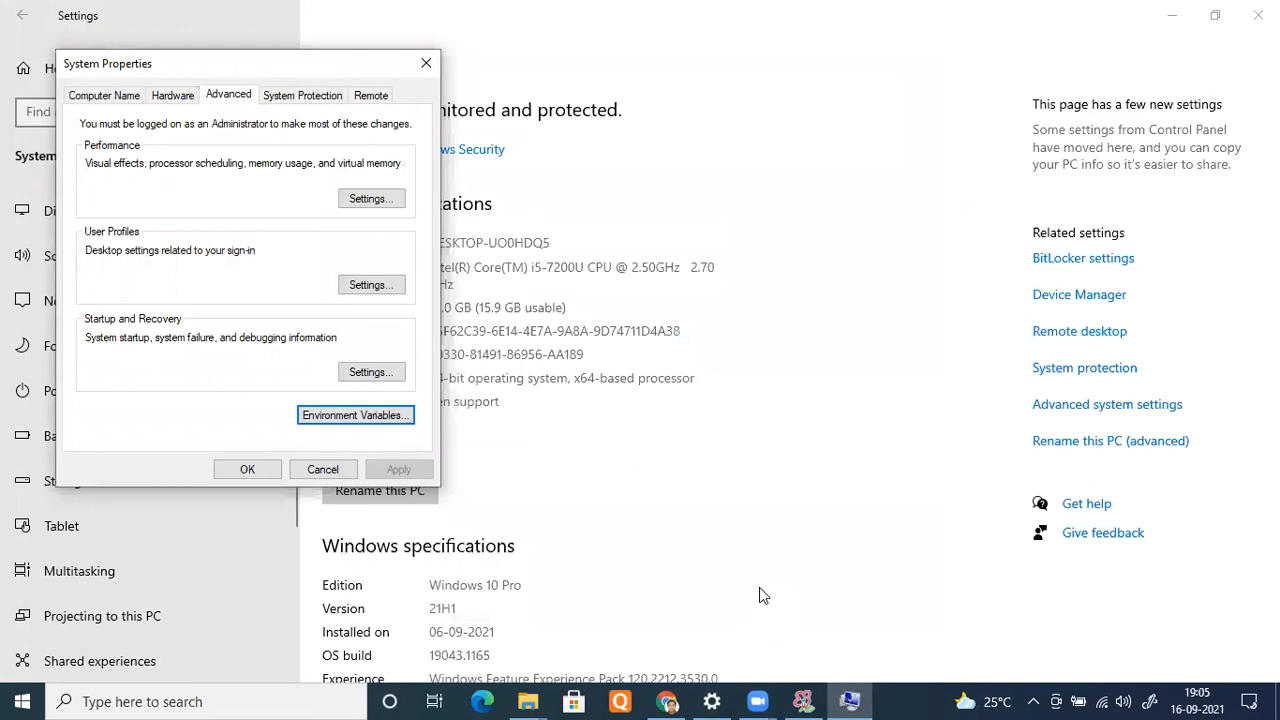 Settings
System Properties
Computer Name
Hardware
Advanced
System Protection
Remote
You must be logged on as an Administrator to make most of these changes.
Performance
Visual effects, processor scheduling, memory usage, and virtual memory
Settings...
User Profiles
Desktop settings related to your sign-in
Settings...
Startup and Recovery
System startup, system failure, and debugging information
Settings...
Environment Variables...
OK
Cancel
Apply
Find
System
Tablet
Multitasking
Projecting to this PC
Shared experiences
nitored and protected.
ws Security
ations
ESKTOP-UO0HDQ5
tel(R) Core(TM) i5-7200U CPU @ 2.50GHz 2.70
Hz
.0 GB (15.9 GB usable)
5F62C39-6E14-4E7A-9A8A-9D74711D4A38
0330-81491-86956-AA189
4-bit operating system, x64-based processor
en support
Rename this PC
Windows specifications
Edition Windows 10 Pro
Version 21H1
Installed on 06-09-2021
OS build 19043.1165
Experience Windows Feature Experience Pack 120.2212.3530.0
This page has a few new settings
Some settings from Control Panel
have moved here, and you can copy
your PC info so it's easier to share.
Related settings
BitLocker settings
Device Manager
Remote desktop
System protection
Advanced system settings
Rename this PC (advanced)
Get help
Give feedback
Type here to search
25°C
19:05
16-09-2021